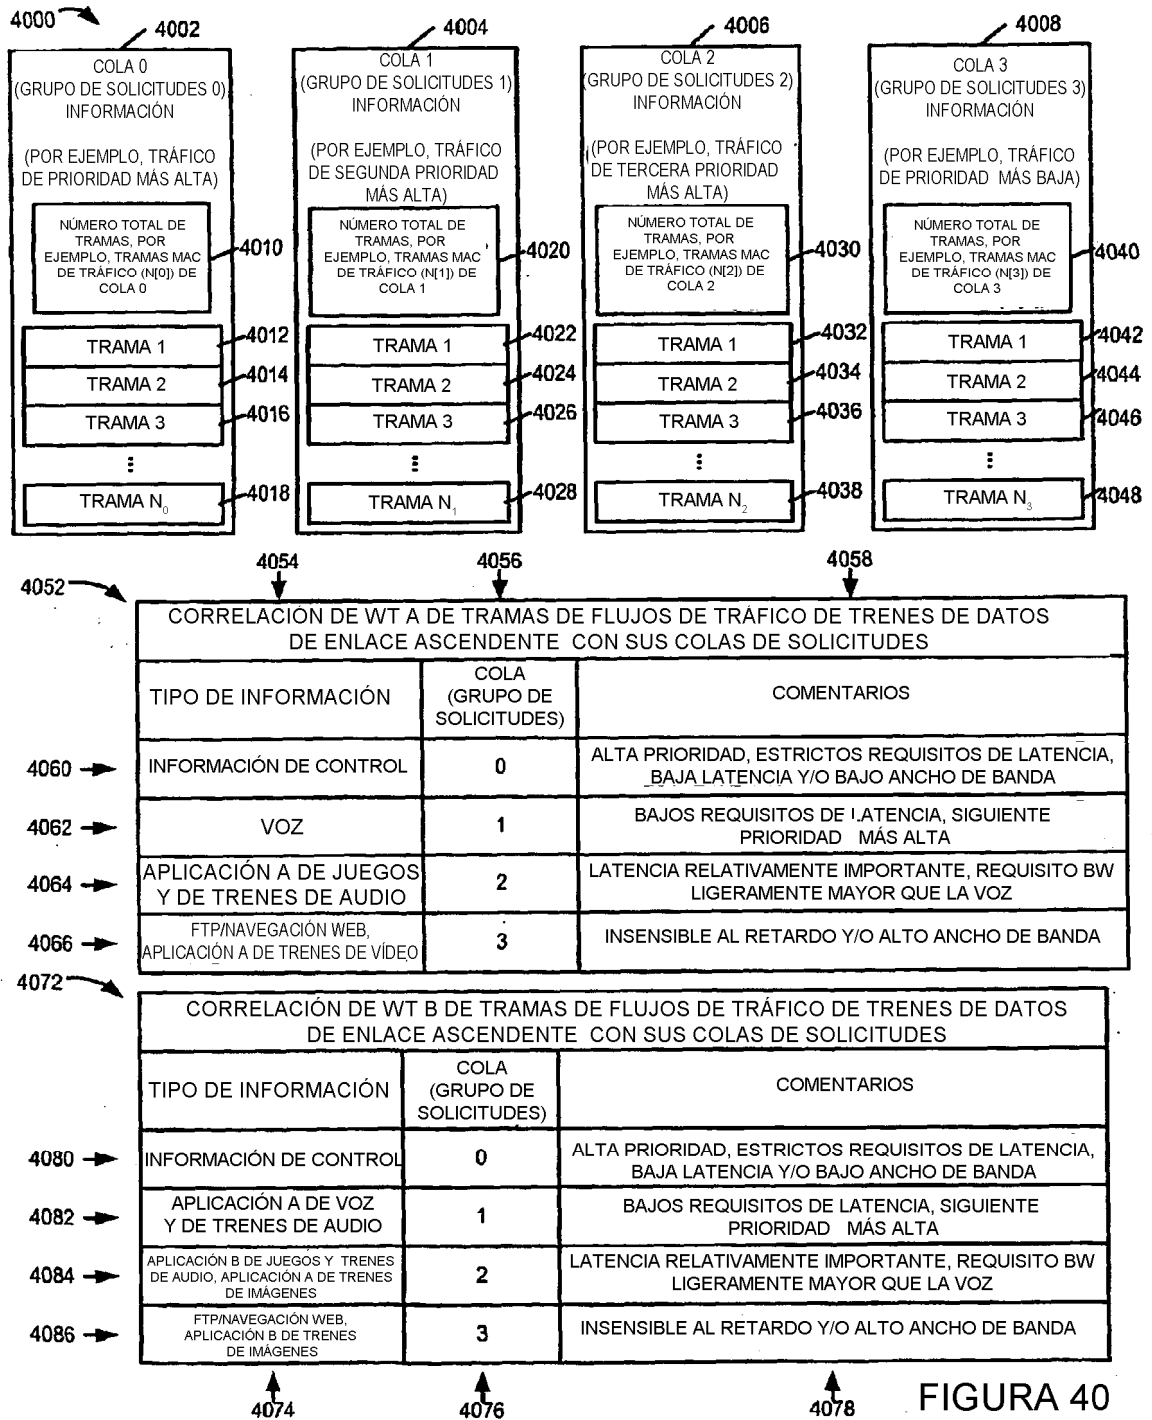 4000
4002
4004
4006
4008
COLA 0
(GRUPO DE SOLICITUDES 0)
INFORMACIÓN
(POR EJEMPLO, TRÁFICO
DE PRIORIDAD MÁS ALTA)
NÚMERO TOTAL DE
TRAMAS, POR
EJEMPLO, TRAMAS MAC
DE TRÁFICO (N[0]) DE
COLA 0
4010
TRAMA 1
4012
TRAMA 2
4014
TRAMA 3
4016
...
TRAMA N0
4018
COLA 1
(GRUPO DE SOLICITUDES 1)
INFORMACIÓN
(POR EJEMPLO, TRÁFICO
DE SEGUNDA PRIORIDAD
MÁS ALTA)
NÚMERO TOTAL DE
TRAMAS, POR
EJEMPLO, TRAMAS MAC
DE TRÁFICO (N[1]) DE
COLA 1
4020
TRAMA 1
4022
TRAMA 2
4024
TRAMA 3
4026
...
TRAMA N1
4028
COLA 2
(GRUPO DE SOLICITUDES 2)
INFORMACIÓN
(POR EJEMPLO, TRÁFICO
DE TERCERA PRIORIDAD
MÁS ALTA)
NÚMERO TOTAL DE
TRAMAS, POR
EJEMPLO, TRAMAS MAC
DE TRÁFICO (N[2]) DE
COLA 2
4030
TRAMA 1
4032
TRAMA 2
4034
TRAMA 3
4036
...
TRAMA N2
4038
COLA 3
(GRUPO DE SOLICITUDES 3)
INFORMACIÓN
(POR EJEMPLO, TRÁFICO
DE PRIORIDAD MÁS BAJA)
NÚMERO TOTAL DE
TRAMAS, POR
EJEMPLO, TRAMAS MAC
DE TRÁFICO (N[3]) DE
COLA 3
4040
TRAMA 1
4042
TRAMA 2
4044
TRAMA 3
4046
...
TRAMA N3
4048
4052
4054
4056
4058
CORRELACIÓN DE WT A DE TRAMAS DE FLUJOS DE TRÁFICO DE TRENES DE DATOS
DE ENLACE ASCENDENTE CON SUS COLAS DE SOLICITUDES
TIPO DE INFORMACIÓN
COLA
(GRUPO DE
SOLICITUDES)
COMENTARIOS
4060
INFORMACIÓN DE CONTROL
0
ALTA PRIORIDAD, ESTRICTOS REQUISITOS DE LATENCIA,
BAJA LATENCIA Y/O BAJO ANCHO DE BANDA
4062
VOZ
1
BAJOS REQUISITOS DE LATENCIA, SIGUIENTE
PRIORIDAD MÁS ALTA
4064
APLICACIÓN A DE JUEGOS
Y DE TRENES DE AUDIO
2
LATENCIA RELATIVAMENTE IMPORTANTE, REQUISITO BW
LIGERAMENTE MAYOR QUE LA VOZ
4066
FTP/NAVEGACIÓN WEB,
APLICACIÓN A DE TRENES DE VÍDEO
3
INSENSIBLE AL RETARDO Y/O ALTO ANCHO DE BANDA
4072
CORRELACIÓN DE WT B DE TRAMAS DE FLUJOS DE TRÁFICO DE TRENES DE DATOS
DE ENLACE ASCENDENTE CON SUS COLAS DE SOLICITUDES
TIPO DE INFORMACIÓN
COLA
(GRUPO DE
SOLICITUDES)
COMENTARIOS
4080
INFORMACIÓN DE CONTROL
0
ALTA PRIORIDAD, ESTRICTOS REQUISITOS DE LATENCIA,
BAJA LATENCIA Y/O BAJO ANCHO DE BANDA
4082
APLICACIÓN A DE VOZ
Y DE TRENES DE AUDIO
1
BAJOS REQUISITOS DE LATENCIA, SIGUIENTE
PRIORIDAD MÁS ALTA
4084
APLICACIÓN B DE JUEGOS Y TRENES
DE AUDIO, APLICACIÓN A DE TRENES
DE IMÁGENES
2
LATENCIA RELATIVAMENTE IMPORTANTE, REQUISITO BW
LIGERAMENTE MAYOR QUE LA VOZ
4086
FTP/NAVEGACIÓN WEB,
APLICACIÓN B DE TRENES
DE IMÁGENES
3
INSENSIBLE AL RETARDO Y/O ALTO ANCHO DE BANDA
4074
4076
4078
FIGURA 40